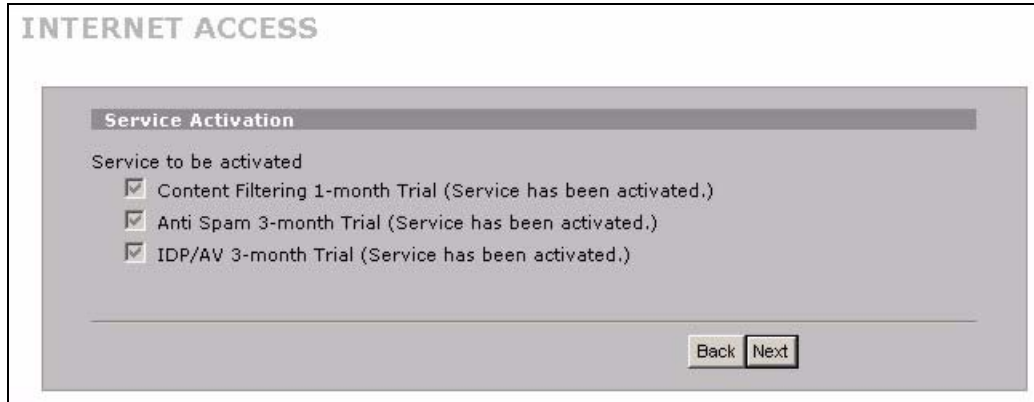 INTERNET ACCESS
Service Activation
Service to be activated
Content Filtering 1-month Trial (Service has been activated.)
Anti Spam 3-month Trial (Service has been activated.)
IDP/AV 3-month Trial (Service has been activated.)
Back Next